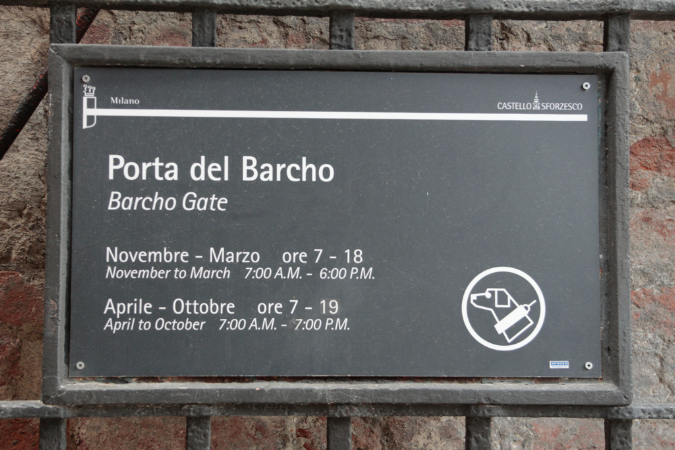 Milano
CASTELLO SFORZESCO
Porta del Barcho
Barcho Gate
Novembre - Marzo ore 7 - 18
November to March 7:00 A.M. - 6:00 P.M.
Aprile - Ottobre ore 7 - 19
April to October 7:00 A.M. - 7:00 P.M.